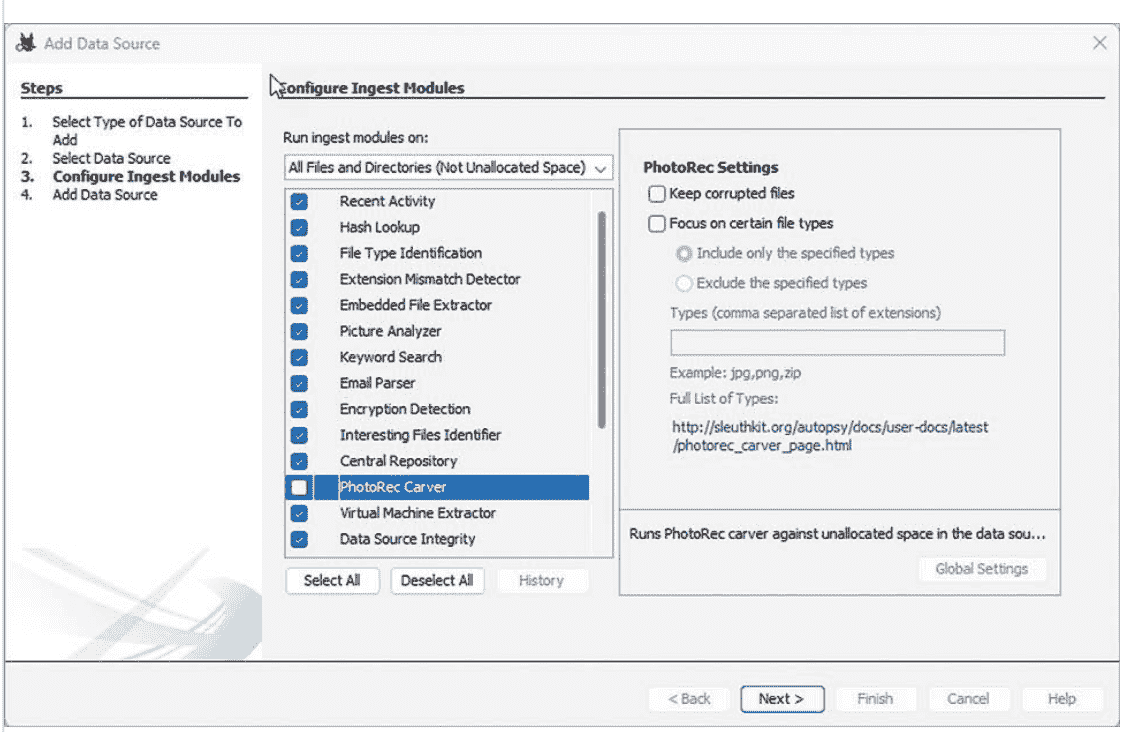 Add Data Source
Steps
1. Select Type of Data Source To
Add
2. Select Data Source
3. Configure Ingest Modules
4. Add Data Source
Configure Ingest Modules
Run ingest modules on:
All Files and Directories (Not Unallocated Space)
Recent Activity
Hash Lookup
File Type Identification
Extension Mismatch Detector
Embedded File Extractor
Picture Analyzer
Keyword Search
Email Parser
Encryption Detection
Interesting Files Identifier
Central Repository
PhotoRec Carver
Virtual Machine Extractor
Data Source Integrity
Select All Deselect All History
PhotoRec Settings
Keep corrupted files
Focus on certain file types
Include only the specified types
Exclude the specified types
Types (comma separated list of extensions)
Example: jpg,png,zip
Full List of Types:
http://sleuthkit.org/autopsy/docs/user-docs/latest
/photorec_carver_page.html
Runs PhotoRec carver against unallocated space in the data sou...
Global Settings
< Back Next > Finish Cancel Help